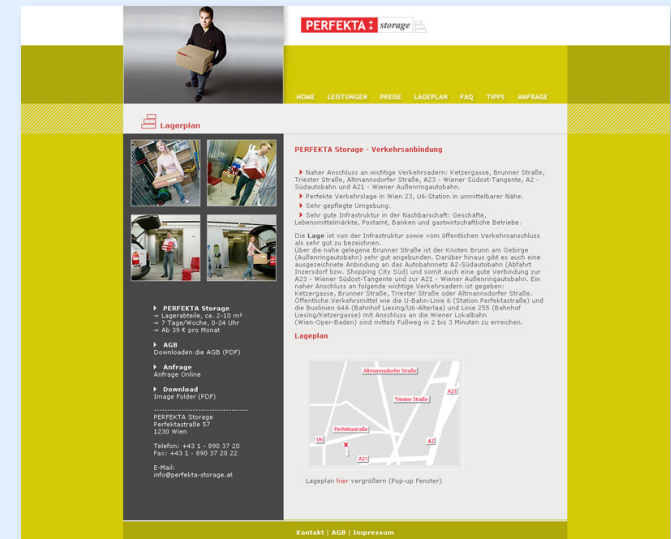 PERFEKTA: storage
HOME LEISTUNGEN PREISE LAGEPLAN FAQ TIPPS ANFRAGE
Lagerplan
PERFEKTA Storage - Verkehrsanbindung
Naher Anschluss an wichtige Verkehrsadern: Ketzergasse, Brunner Straße,
Triester Straße, Altmannsdorfer Straße, A23 - Wiener Südost-Tangente, A2 -
Südautobahn und A21 - Wiener Außenringautobahn.
Perfekte Verkehrslage in Wien 23, U6-Station in unmittelbarer Nähe.
Sehr gepflegte Umgebung.
Sehr gute Infrastruktur in der Nachbarschaft: Geschäfte,
Lebensmittelmärkte, Postamt, Banken und gastwirtschaftliche Betriebe.
Die Lage ist von der Infrastruktur sowie vom öffentlichen Verkehrsanschluss
als sehr gut zu bezeichnen.
Über die nahe gelegene Brunner Straße ist der Knoten Brunn am Gebirge
(Außenringautobahn) sehr gut angebunden. Darüber hinaus gibt es auch eine
ausgezeichnete Anbindung an das Autobahnnetz A2-Südautobahn (Abfahrt
Inzersdorf bzw. Shopping City Süd) und somit auch eine gute Verbindung zur
A23 - Wiener Südost-Tangente und zur A21 - Wiener Außenringautobahn. Ein
naher Anschluss an folgende wichtige Verkehrsadern ist gegeben:
Ketzergasse, Brunner Straße, Triester Straße oder Altmannsdorfer Straße.
Öffentliche Verkehrsmittel wie die U-Bahn-Linie 6 (Station Perfektastraße) und
die Buslinien 64A (Bahnhof Liesing/U6-Alterlaa) und Linie 255 (Bahnhof
Liesing/Ketzergasse) mit Anschluss an die Wiener Lokalbahn
(Wien-Oper-Baden) sind mittels Fußweg in 2 bis 3 Minuten zu erreichen.
Lageplan
Altmannsdorfer Straße
A23
Triester Straße
Perfektastraße
U6
A2
X
A21
Lageplan hier vergrößern (Pop-up Fenster)
PERFEKTA Storage
→ Lagerabteile, ca. 2-10 m²
→ 7 Tage/Woche, 0-24 Uhr
→ Ab 39 € pro Monat
AGB
Downloaden die AGB (PDF)
Anfrage
Anfrage Online
Download
Image Folder (PDF)
-----------------------------------
PERFEKTA Storage
Perfektastraße 57
1230 Wien
Telefon: +43 1 - 890 37 20
Fax: +43 1 - 890 37 20 22
E-Mail:
info@perfekta-storage.at
Kontakt | AGB | Impressum